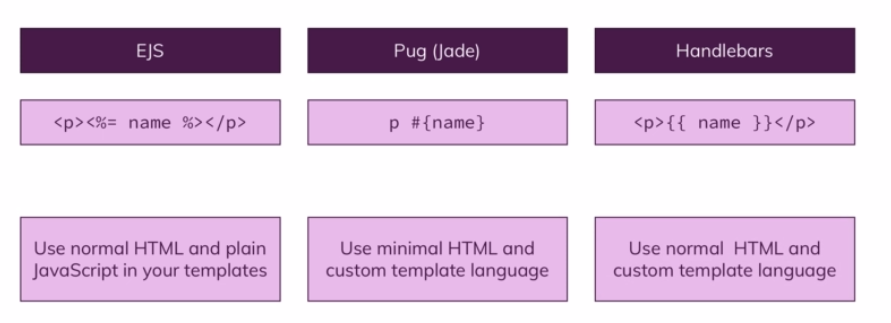 EJS
Pug (Jade)
Handlebars
<p><%= name %></p>
p #{name}
<p>{{ name }}</p>
Use normal HTML and plain
JavaScript in your templates
Use minimal HTML and
custom template language
Use normal HTML and
custom template language